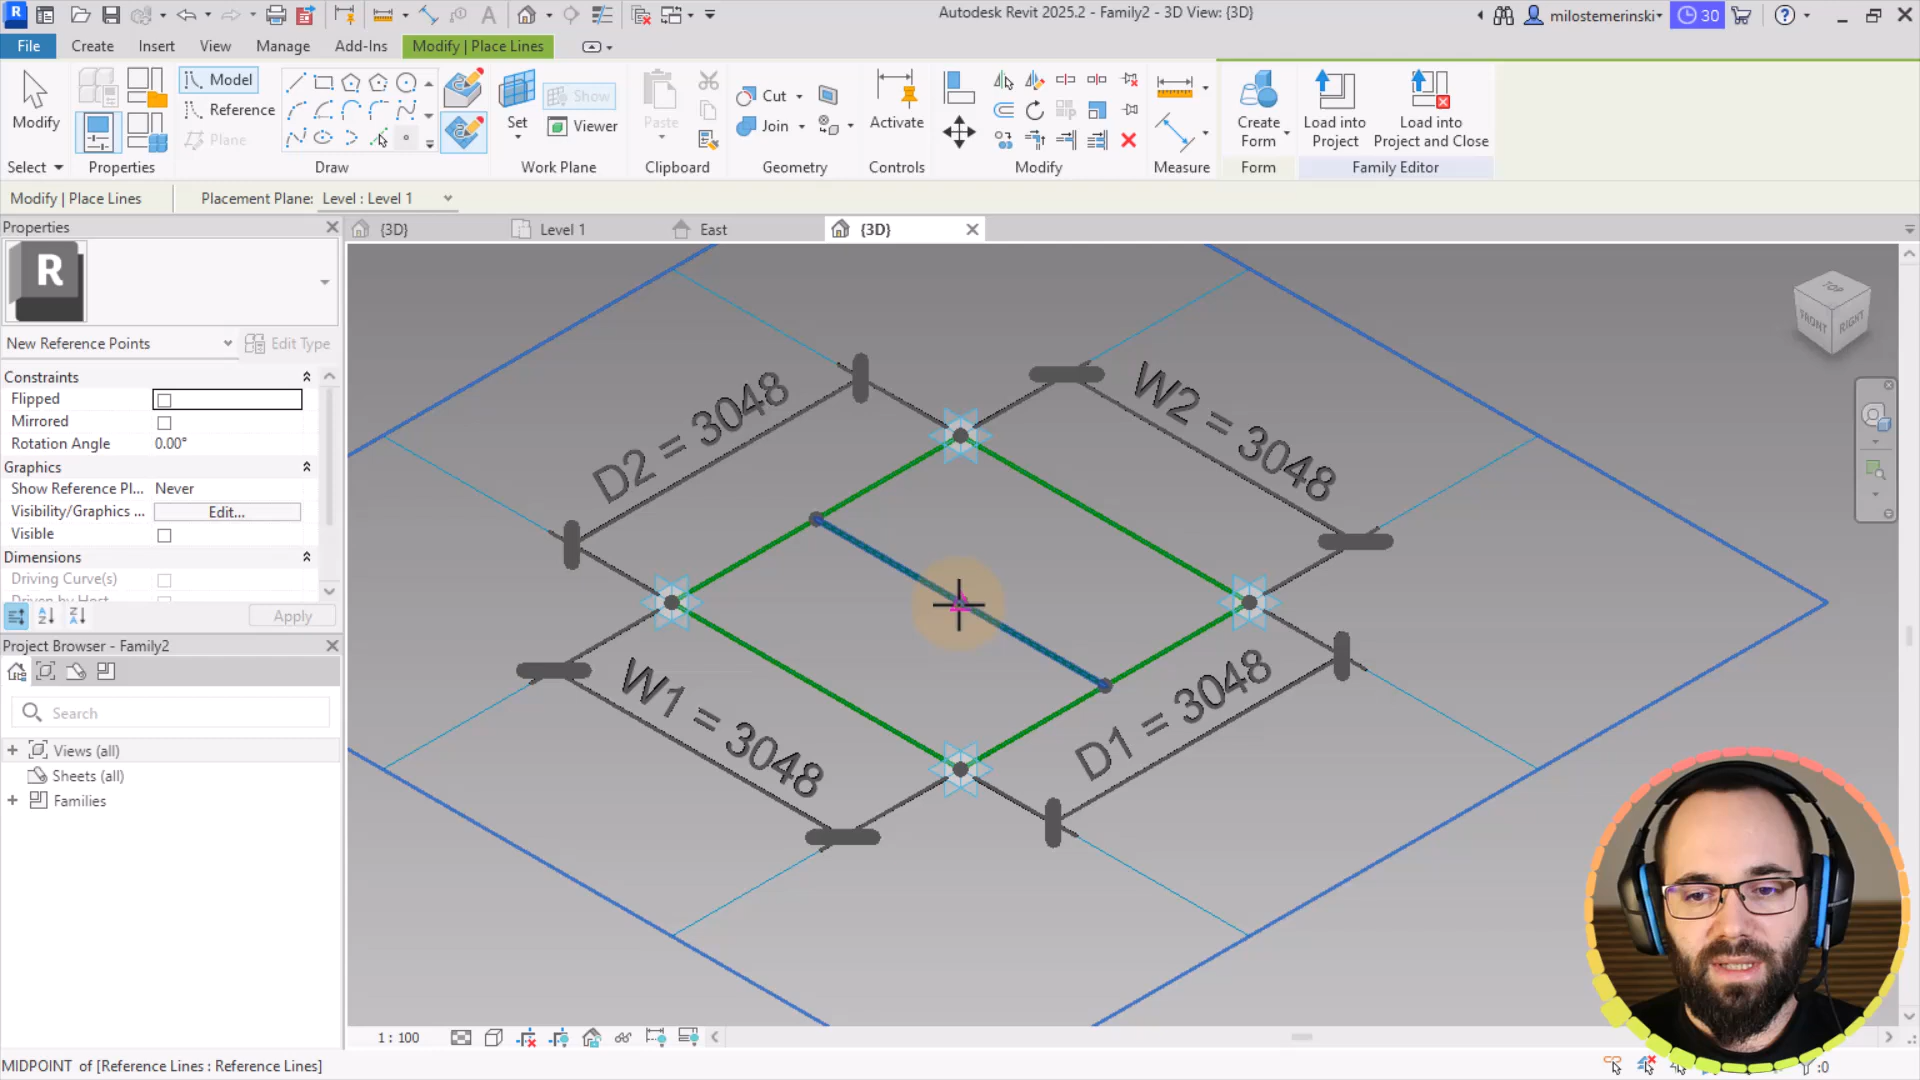 Autodesk Revit 2025.2 - Family2 - 3D View: {3D}
milostemerinski
30
File
Create
Insert
View
Manage
Add-Ins
Modify | Place Lines
Modify
Model
Reference
Plane
Set
Show
Viewer
Paste
Cut
Join
Activate
Create
Form
Load into
Project
Load into
Project and Close
Select
Properties
Draw
Work Plane
Clipboard
Geometry
Controls
Modify
Measure
Form
Family Editor
Modify | Place Lines
Placement Plane: Level : Level 1
Properties
{3D}
Level 1
East
{3D}
R
New Reference Points
Edit Type
Constraints
Flipped
Mirrored
Rotation Angle 0.00°
Graphics
Show Reference Pl... Never
Visibility/Graphics ... Edit...
Visible
Dimensions
Driving Curve(s)
Apply
Project Browser - Family2
Search
Views (all)
Sheets (all)
Families
D2 = 3048
W2 = 3048
W1 = 3048
D1 = 3048
TOP
FRONT
RIGHT
1 : 100
MIDPOINT of [Reference Lines : Reference Lines]
:0